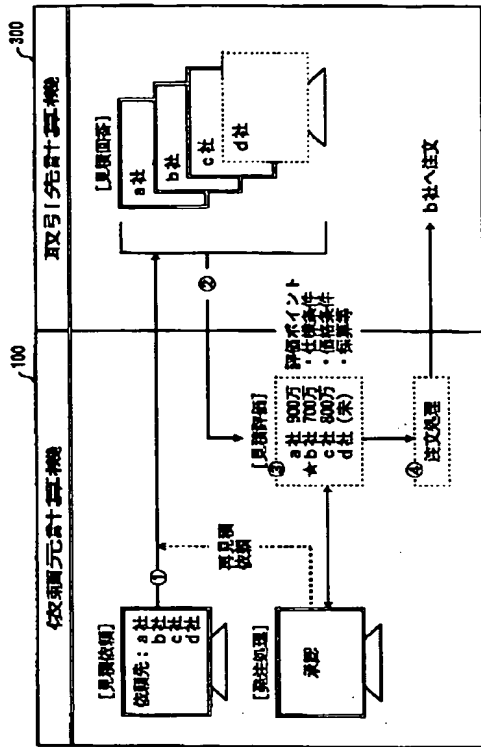 100
300
依頼元計算機
取引先計算機
[見積依頼]
依頼先：a社
b社
c社
d社
①
再見積
依頼
[発注処理]
承認
②
[見積評価]
③
a社 900万
★b社 700万
c社 800万
d社 (未)
評価ポイント
・仕様条件
・価格条件
・採算等
④
注文処理
[見積回答]
a社
b社
c社
d社
b社へ注文